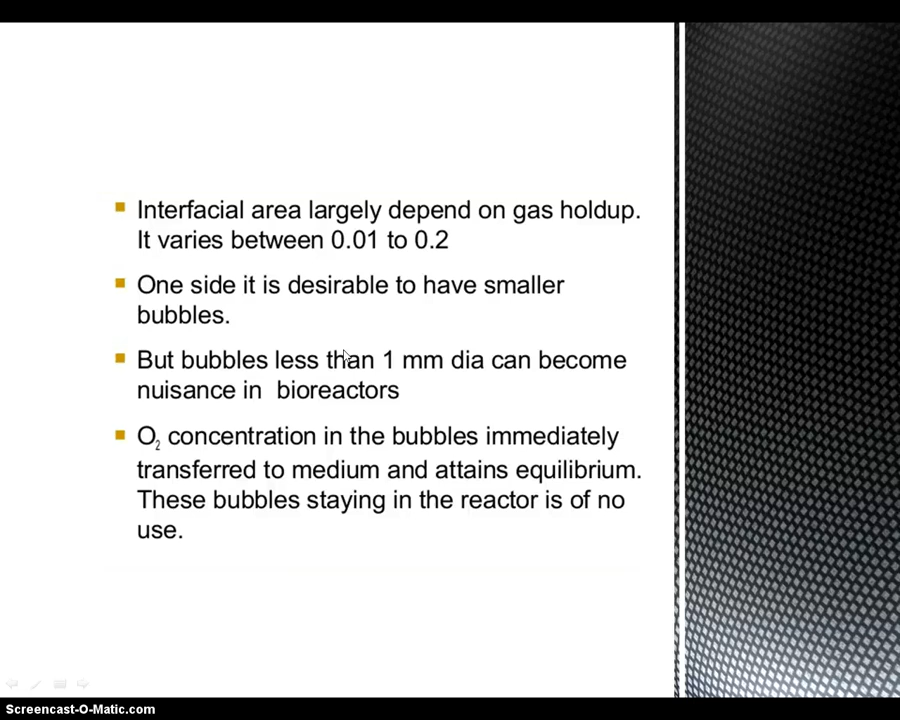 Interfacial area largely depend on gas holdup.
It varies between 0.01 to 0.2
One side it is desirable to have smaller
bubbles.
But bubbles less than 1 mm dia can become
nuisance in bioreactors
O₂ concentration in the bubbles immediately
transferred to medium and attains equilibrium.
These bubbles staying in the reactor is of no
use.
Screencast-O-Matic.com